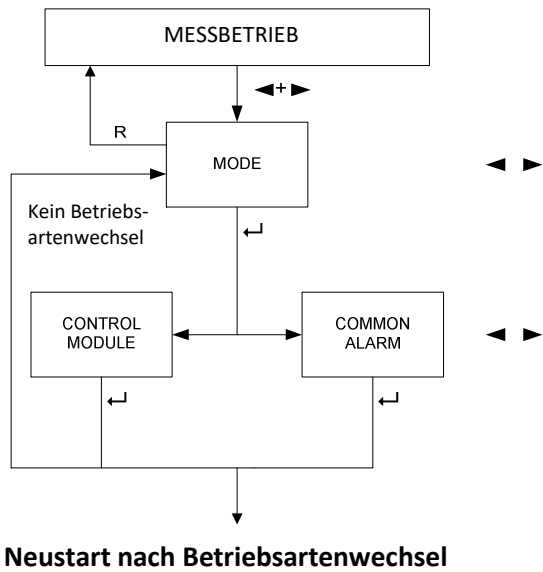 MESSBETRIEB
◄+►
R
MODE
◄ ►
Kein Betriebs-
artenwechsel
↵
CONTROL
MODULE
COMMON
ALARM
◄ ►
↵
↵
Neustart nach Betriebsartenwechsel